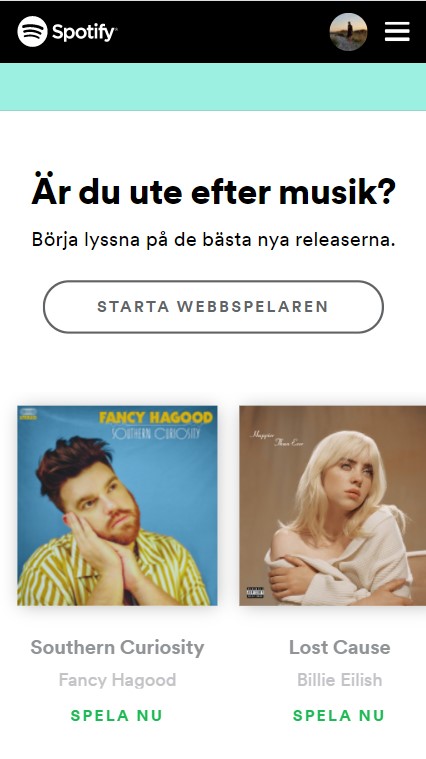 Spotify
Är du ute efter musik?
Börja lyssna på de bästa nya releaserna.
STARTA WEBBSPELAREN
FANCY HAGOOD
SOUTHERN CURIOSITY
Happier
Than Ever
Southern Curiosity
Fancy Hagood
SPELA NU
Lost Cause
Billie Eilish
SPELA NU